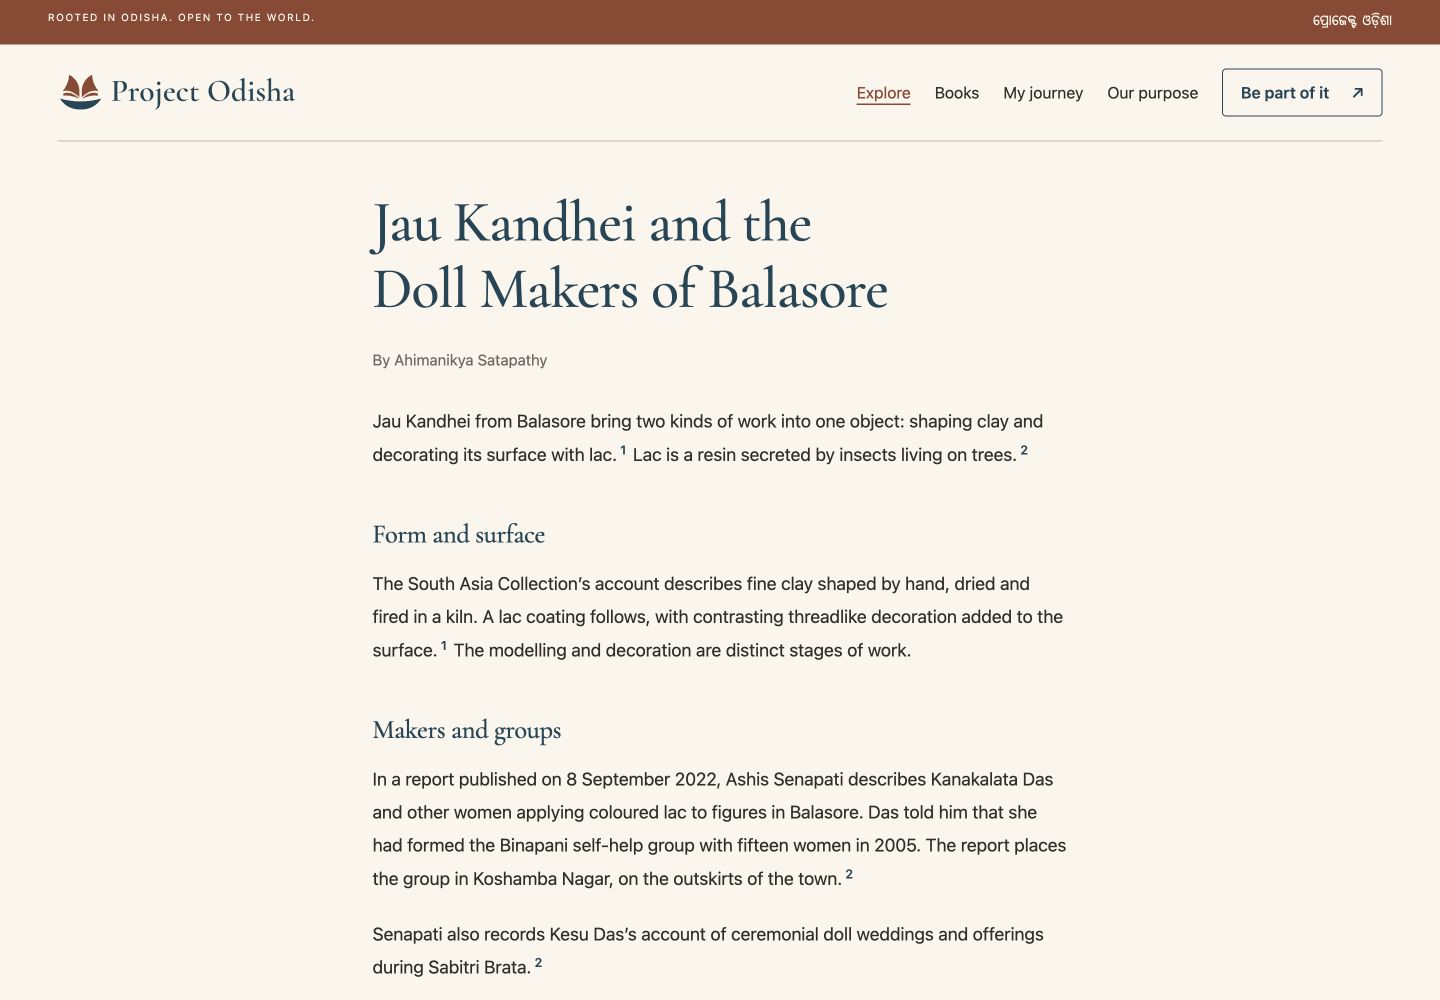 ROOTED IN ODISHA. OPEN TO THE WORLD.
ପ୍ରୋଜେକ୍ଟ ଓଡ଼ିଶା
Project Odisha
Explore Books My journey Our purpose Be part of it ↗
Jau Kandhei and the
Doll Makers of Balasore
By Ahimanikya Satapathy
Jau Kandhei from Balasore bring two kinds of work into one object: shaping clay and
decorating its surface with lac. 1 Lac is a resin secreted by insects living on trees. 2
Form and surface
The South Asia Collection’s account describes fine clay shaped by hand, dried and
fired in a kiln. A lac coating follows, with contrasting threadlike decoration added to the
surface. 1 The modelling and decoration are distinct stages of work.
Makers and groups
In a report published on 8 September 2022, Ashis Senapati describes Kanakalata Das
and other women applying coloured lac to figures in Balasore. Das told him that she
had formed the Binapani self-help group with fifteen women in 2005. The report places
the group in Koshamba Nagar, on the outskirts of the town. 2
Senapati also records Kesu Das’s account of ceremonial doll weddings and offerings
during Sabitri Brata. 2